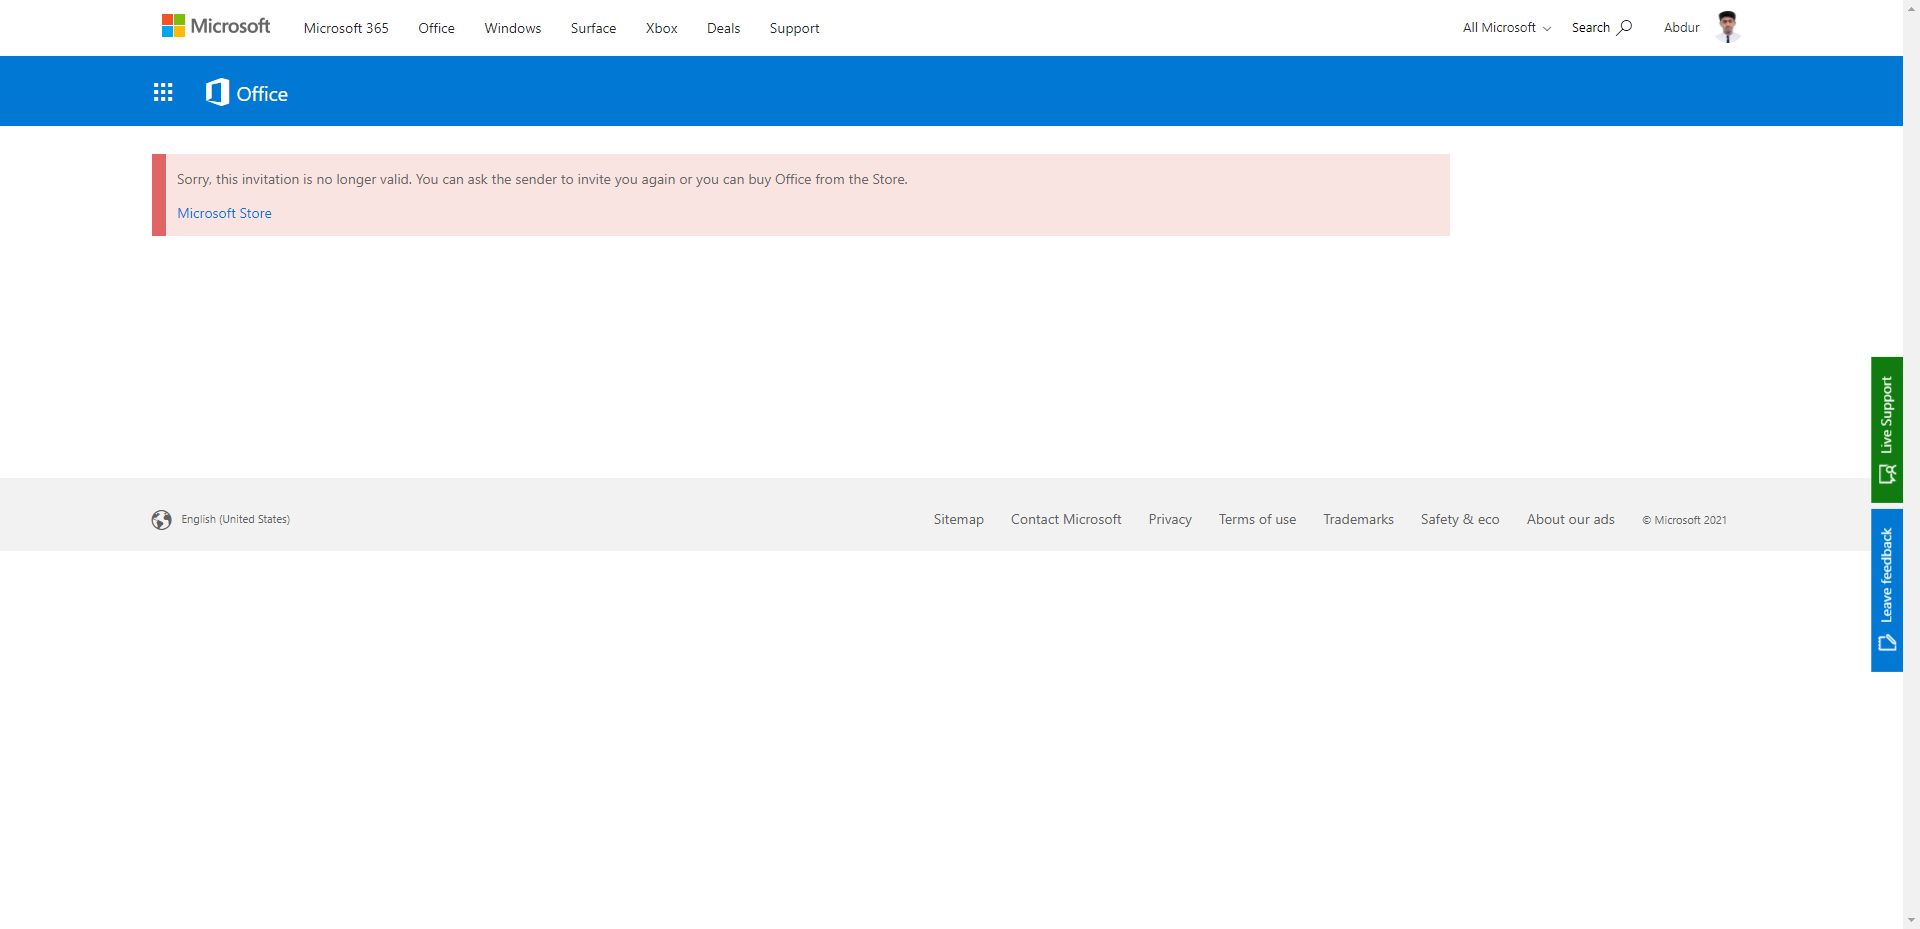 Microsoft Microsoft 365 Office Windows Surface Xbox Deals Support All Microsoft Search Abdur
Office
Sorry, this invitation is no longer valid. You can ask the sender to invite you again or you can buy Office from the Store.
Microsoft Store
Live Support
Leave feedback
English (United States) Sitemap Contact Microsoft Privacy Terms of use Trademarks Safety & eco About our ads © Microsoft 2021